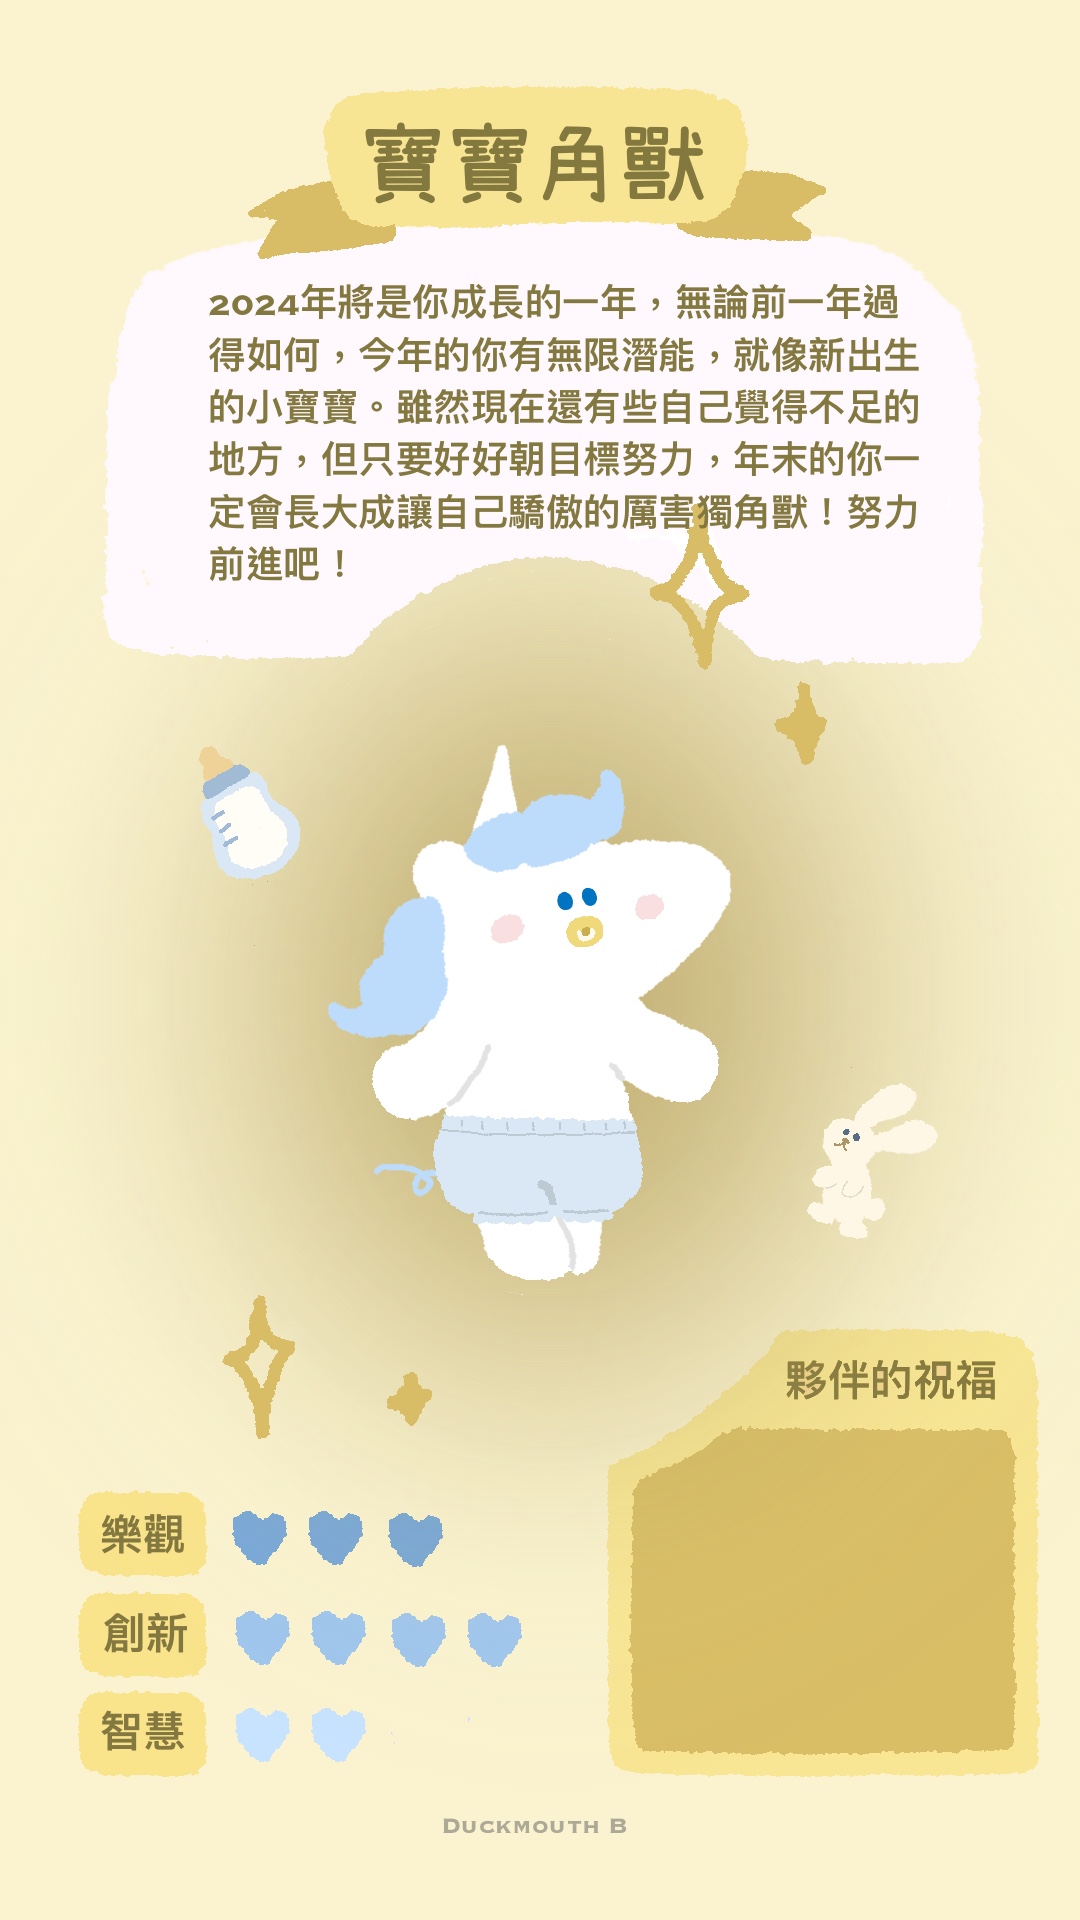 寶寶角獸
2024年將是你成長的一年，無論前一年過
得如何，今年的你有無限潛能，就像新出生
的小寶寶。雖然現在還有些自己覺得不足的
地方，但只要好好朝目標努力，年末的你一
定會長大成讓自己驕傲的厲害獨角獸！努力
前進吧！
夥伴的祝福
樂觀
創新
智慧
Duckmouth B